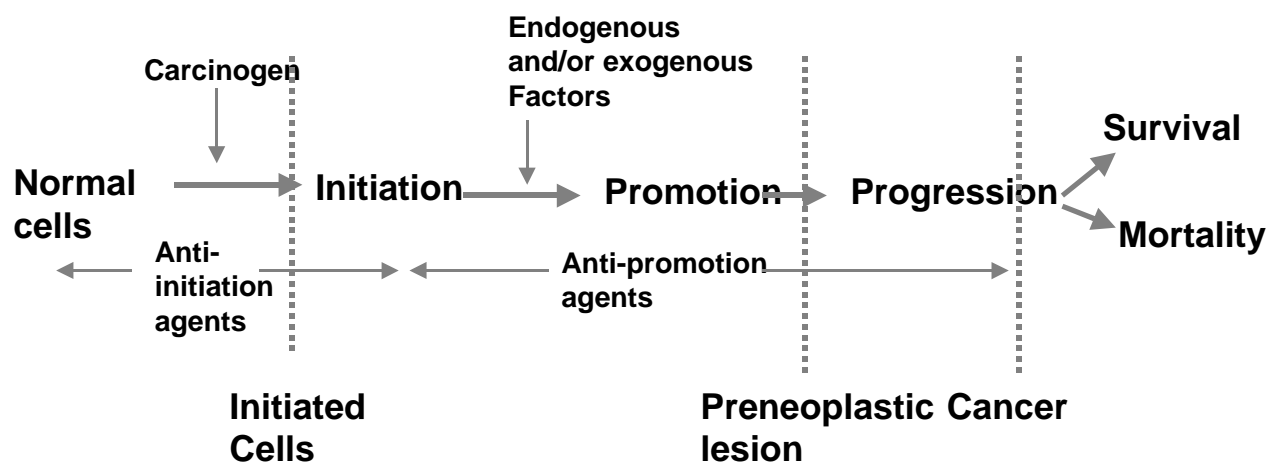 Endogenous
and/or exogenous
Factors
Carcinogen
Survival
Normal
cells
Initiation
Promotion
Progression
Mortality
Anti-
initiation
agents
Anti-promotion
agents
Initiated
Cells
Preneoplastic Cancer
lesion